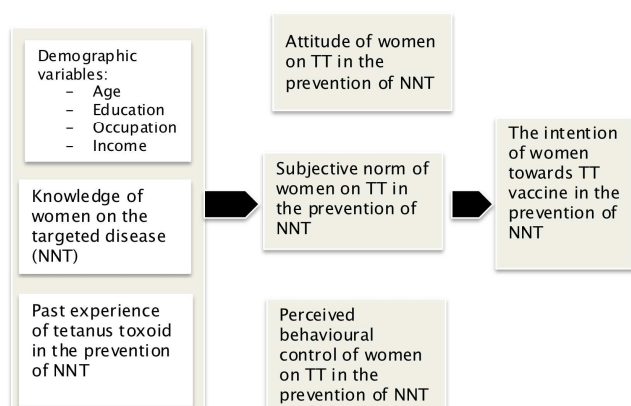 Demographic
variables:
– Age
– Education
– Occupation
– Income
Knowledge of
women on the
targeted disease
(NNT)
Past experience
of tetanus toxoid
in the prevention
of NNT
Attitude of women
on TT in the
prevention of NNT
Subjective norm of
women on TT in
the prevention of
NNT
Perceived
behavioural
control of women
on TT in the
prevention of NNT
The intention
of women
towards TT
vaccine in the
prevention of
NNT